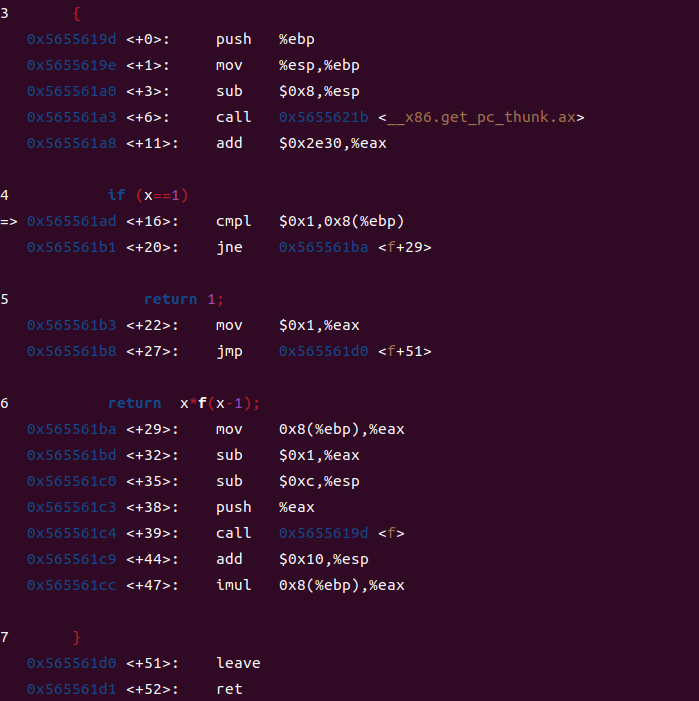 3 {
0x5655619d <+0>: push %ebp
0x5655619e <+1>: mov %esp,%ebp
0x565561a0 <+3>: sub $0x8,%esp
0x565561a3 <+6>: call 0x5655621b <__x86.get_pc_thunk.ax>
0x565561a8 <+11>: add $0x2e30,%eax
4 if (x==1)
=> 0x565561ad <+16>: cmpl $0x1,0x8(%ebp)
0x565561b1 <+20>: jne 0x565561ba <f+29>
5 return 1;
0x565561b3 <+22>: mov $0x1,%eax
0x565561b8 <+27>: jmp 0x565561d0 <f+51>
6 return x*f(x-1);
0x565561ba <+29>: mov 0x8(%ebp),%eax
0x565561bd <+32>: sub $0x1,%eax
0x565561c0 <+35>: sub $0xc,%esp
0x565561c3 <+38>: push %eax
0x565561c4 <+39>: call 0x5655619d <f>
0x565561c9 <+44>: add $0x10,%esp
0x565561cc <+47>: imul 0x8(%ebp),%eax
7 }
0x565561d0 <+51>: leave
0x565561d1 <+52>: ret